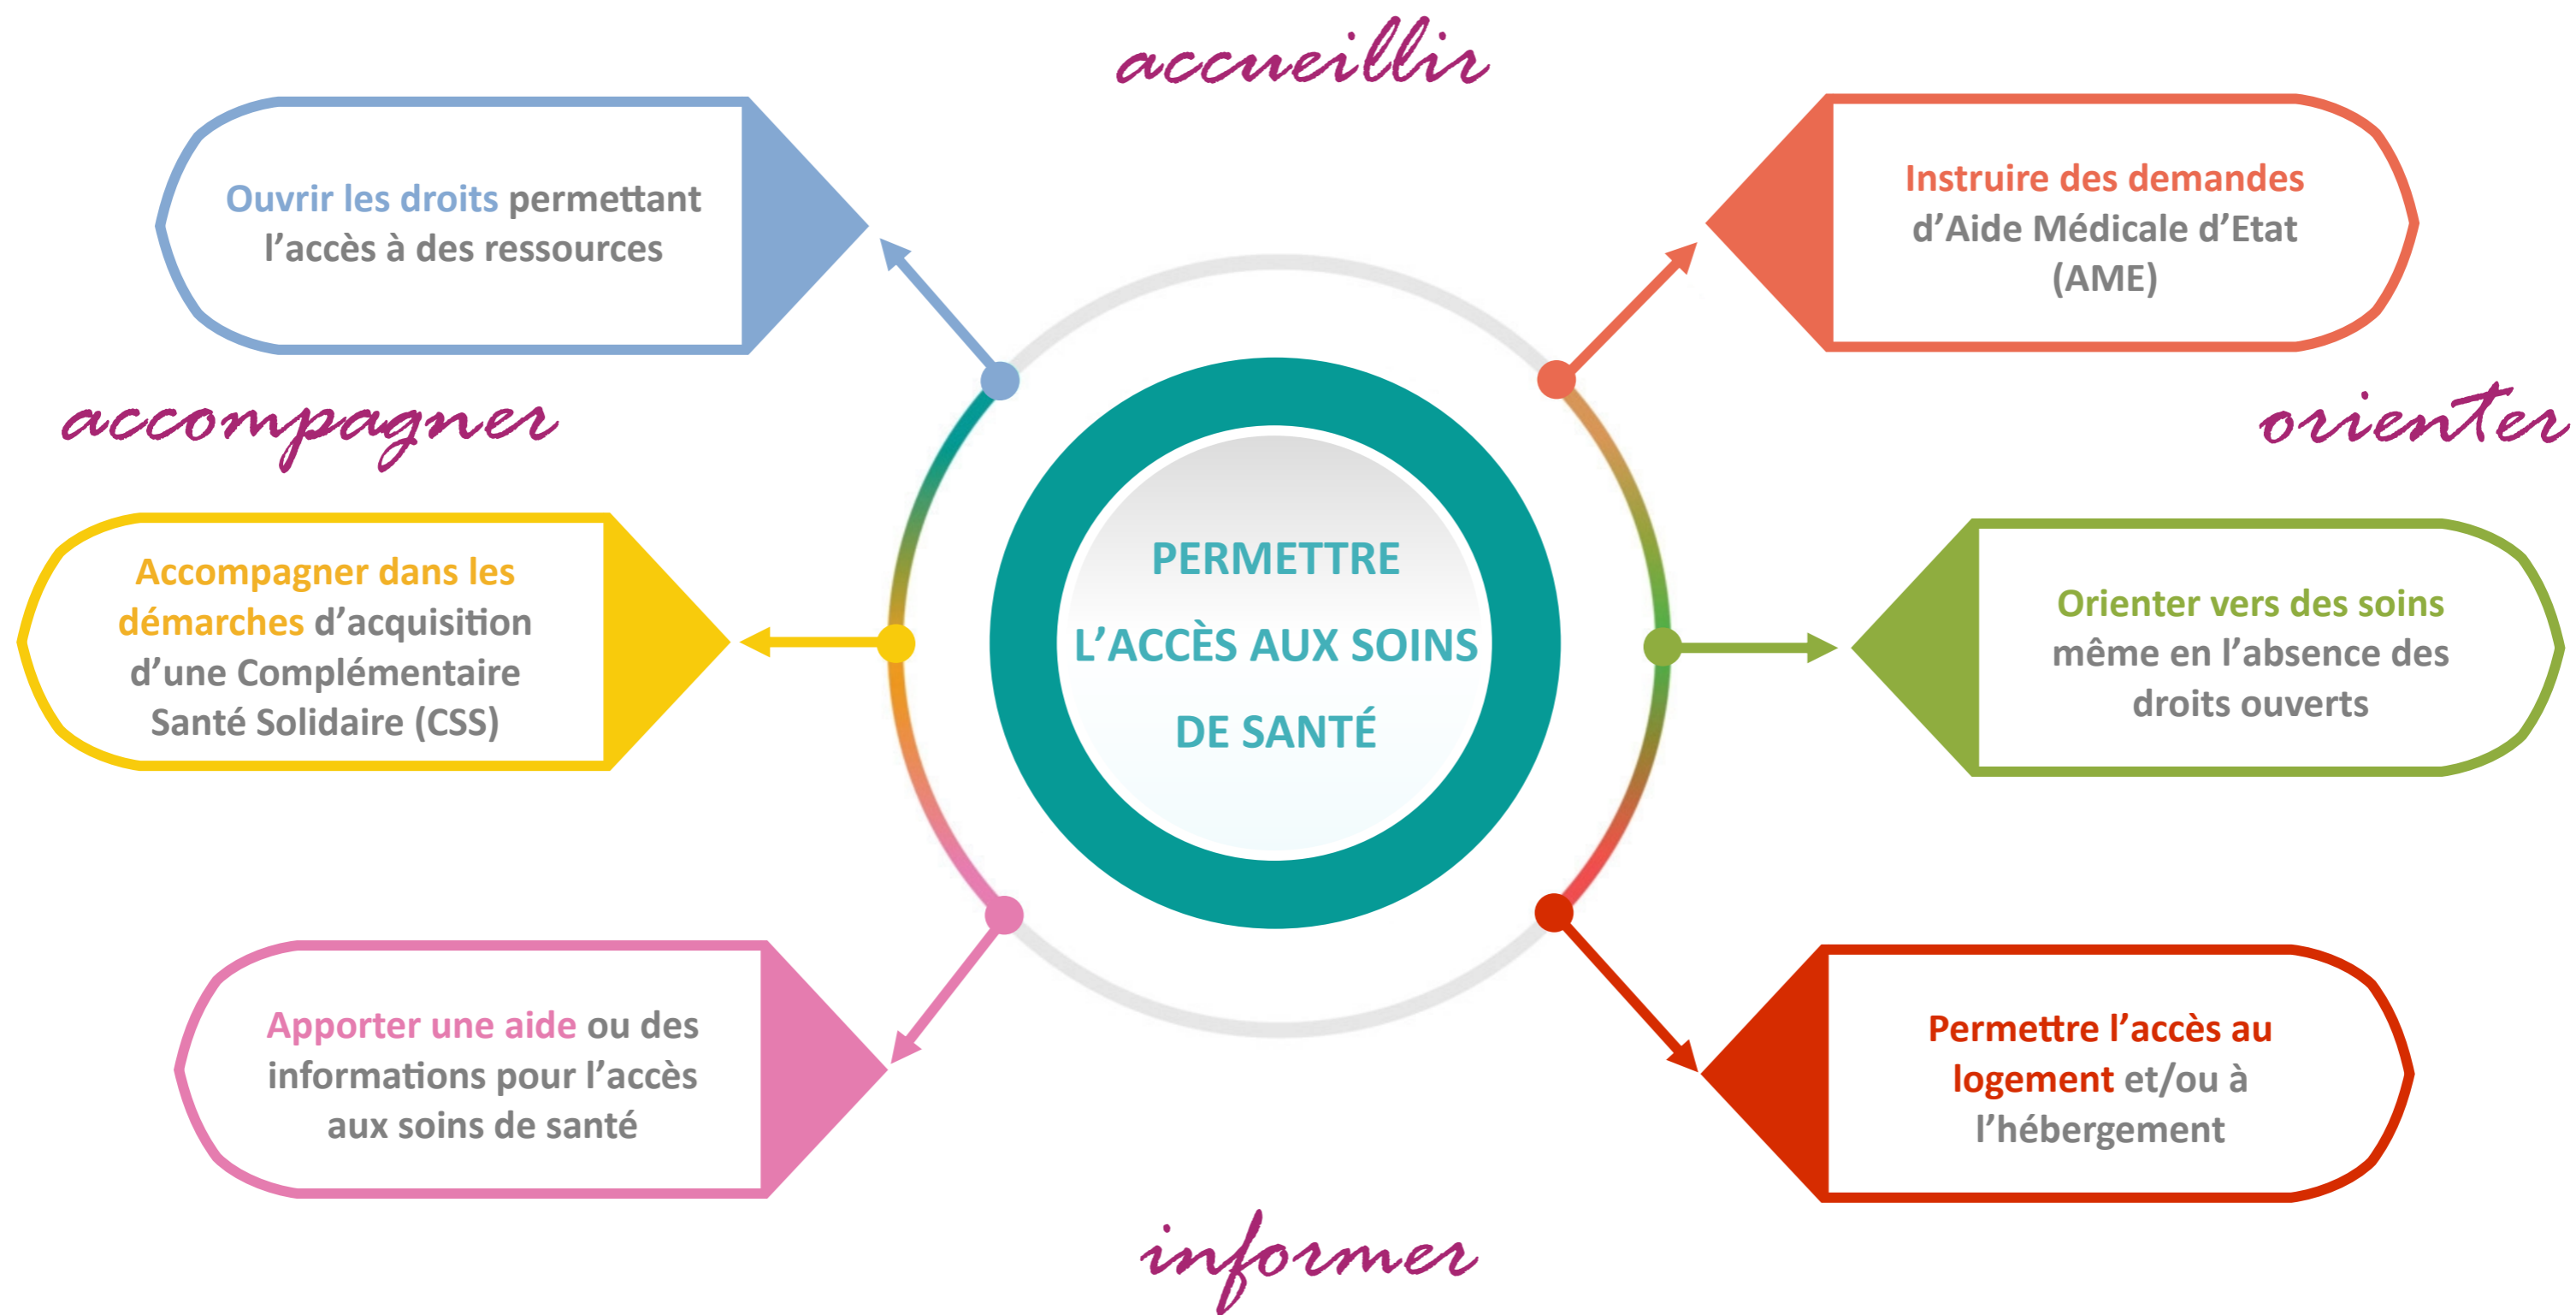 accueillir
Ouvrir les droits permettant
l’accès à des ressources
Instruire des demandes
d’Aide Médicale d’Etat
(AME)
accompagner
orienter
PERMETTRE
L’ACCÈS AUX SOINS
DE SANTÉ
Accompagner dans les
démarches d’acquisition
d’une Complémentaire
Santé Solidaire (CSS)
Orienter vers des soins
même en l’absence des
droits ouverts
Apporter une aide ou des
informations pour l’accès
aux soins de santé
Permettre l’accès au
logement et/ou à
l’hébergement
informer